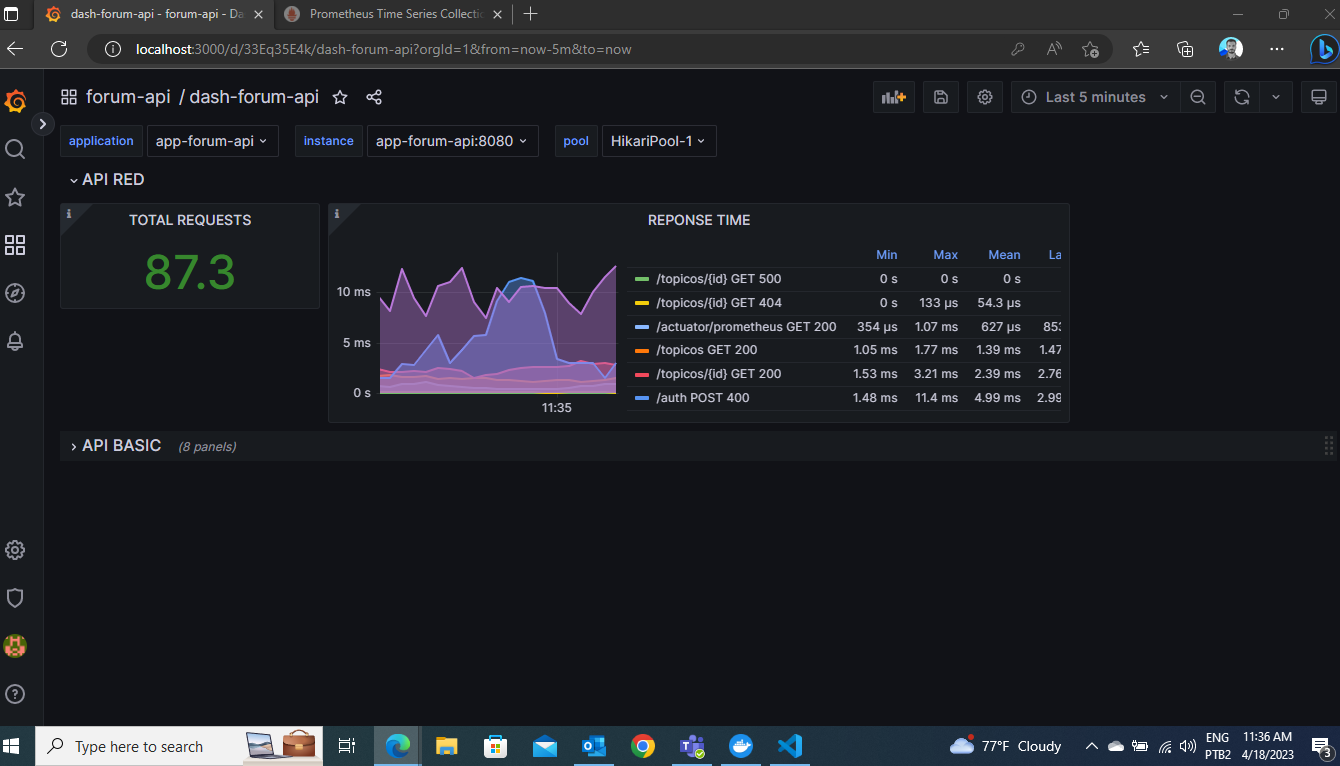 dash-forum-api - forum-api - Da
Prometheus Time Series Collectio
localhost:3000/d/33Eq35E4k/dash-forum-api?orgId=1&from=now-5m&to=now
forum-api / dash-forum-api
Last 5 minutes
application app-forum-api instance app-forum-api:8080 pool HikariPool-1
API RED
TOTAL REQUESTS
87.3
REPONSE TIME
10 ms
5 ms
0 s
11:35
Min Max Mean La
/topicos/{id} GET 500 0 s 0 s 0 s
/topicos/{id} GET 404 0 s 133 µs 54.3 µs
/actuator/prometheus GET 200 354 µs 1.07 ms 627 µs 853
/topicos GET 200 1.05 ms 1.77 ms 1.39 ms 1.47
/topicos/{id} GET 200 1.53 ms 3.21 ms 2.39 ms 2.76
/auth POST 400 1.48 ms 11.4 ms 4.99 ms 2.99
API BASIC (8 panels)
Type here to search
77°F Cloudy
ENG
PTB2
11:36 AM
4/18/2023
3